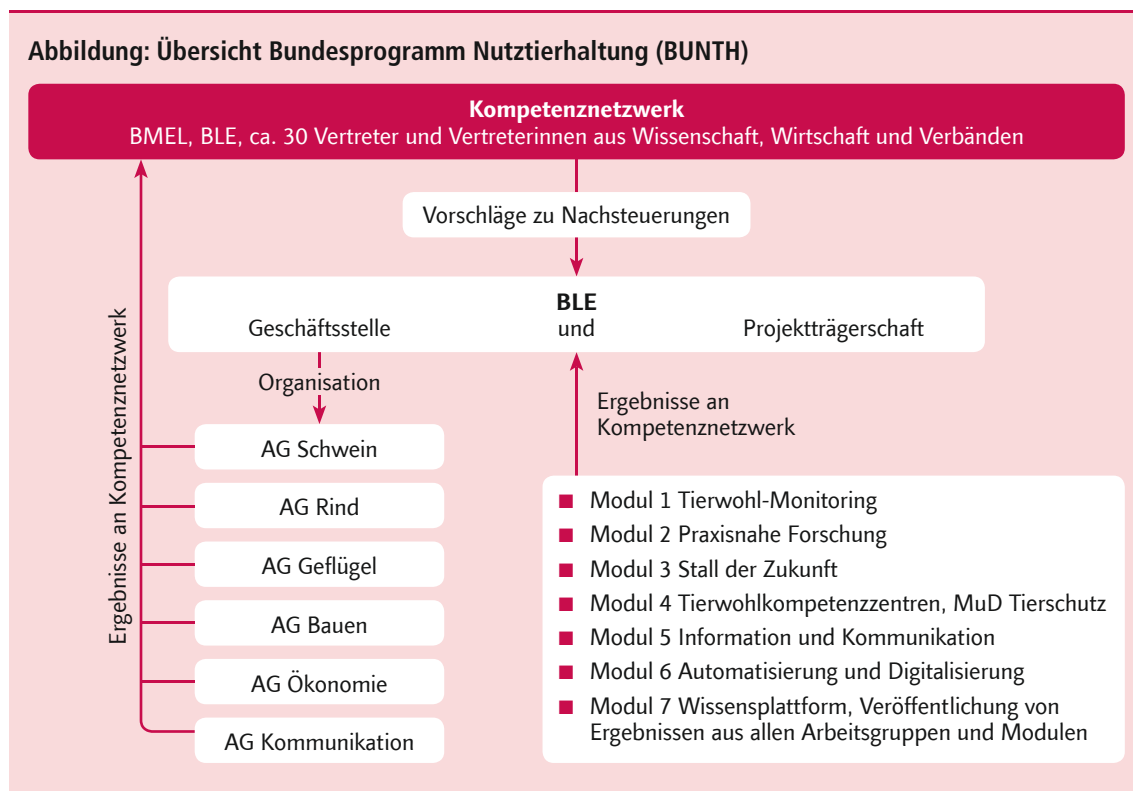 Abbildung: Übersicht Bundesprogramm Nutztierhaltung (BUNTH)
Kompetenznetzwerk
BMEL, BLE, ca. 30 Vertreter und Vertreterinnen aus Wissenschaft, Wirtschaft und Verbänden
Vorschläge zu Nachsteuerungen
BLE
Geschäftsstelle und Projektträgerschaft
Organisation
Ergebnisse an Kompetenznetzwerk
AG Schwein
AG Rind
AG Geflügel
AG Bauen
AG Ökonomie
AG Kommunikation
Ergebnisse an
Kompetenznetzwerk
■ Modul 1 Tierwohl-Monitoring
■ Modul 2 Praxisnahe Forschung
■ Modul 3 Stall der Zukunft
■ Modul 4 Tierwohlkompetenzzentren, MuD Tierschutz
■ Modul 5 Information und Kommunikation
■ Modul 6 Automatisierung und Digitalisierung
■ Modul 7 Wissensplattform, Veröffentlichung von
Ergebnissen aus allen Arbeitsgruppen und Modulen